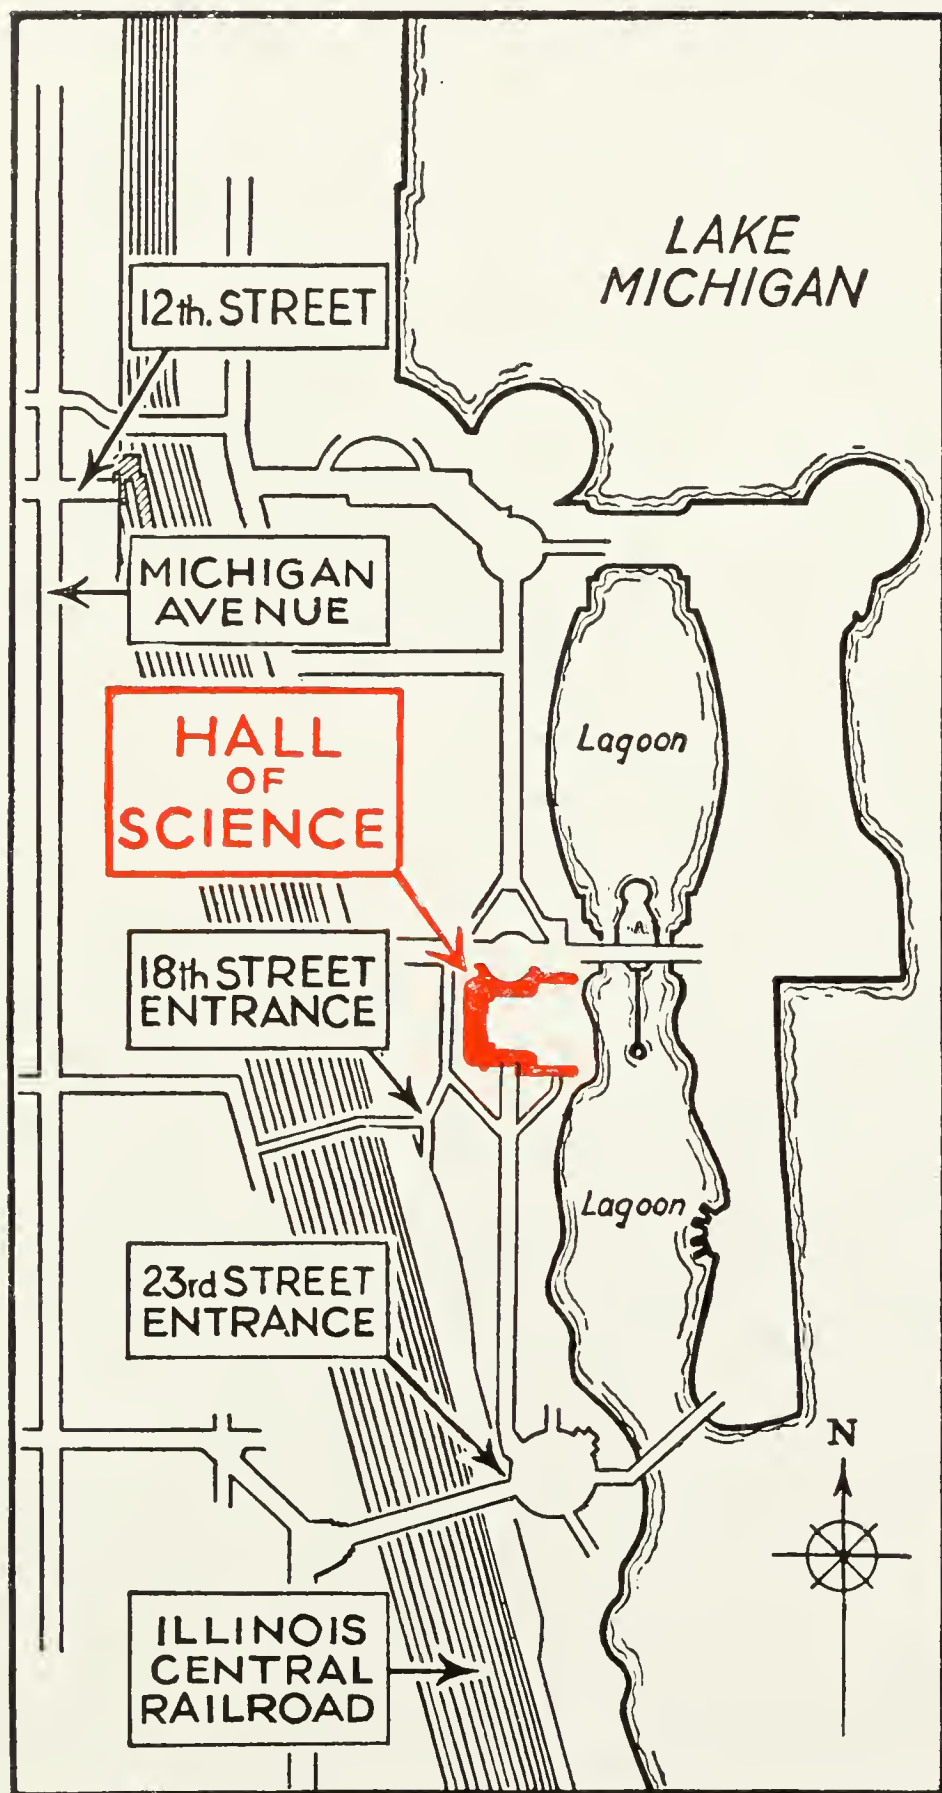 LAKE
MICHIGAN
12th. STREET
MICHIGAN
AVENUE
HALL
OF
SCIENCE
Lagoon
A
18th STREET
ENTRANCE
Lagoon
23rd STREET
ENTRANCE
N
ILLINOIS
CENTRAL
RAILROAD